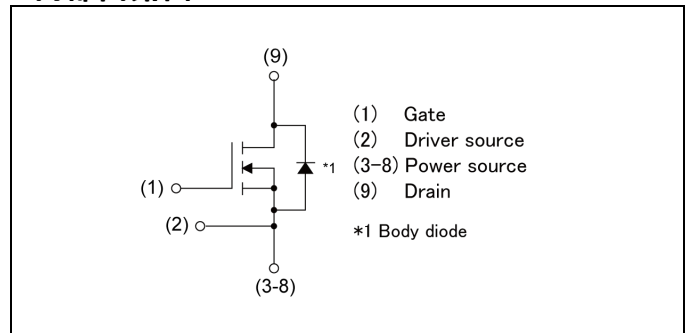 (9)
(1) Gate
(2) Driver source
(3-8) Power source
(9) Drain
*1
(1)
(2)
*1 Body diode
(3-8)